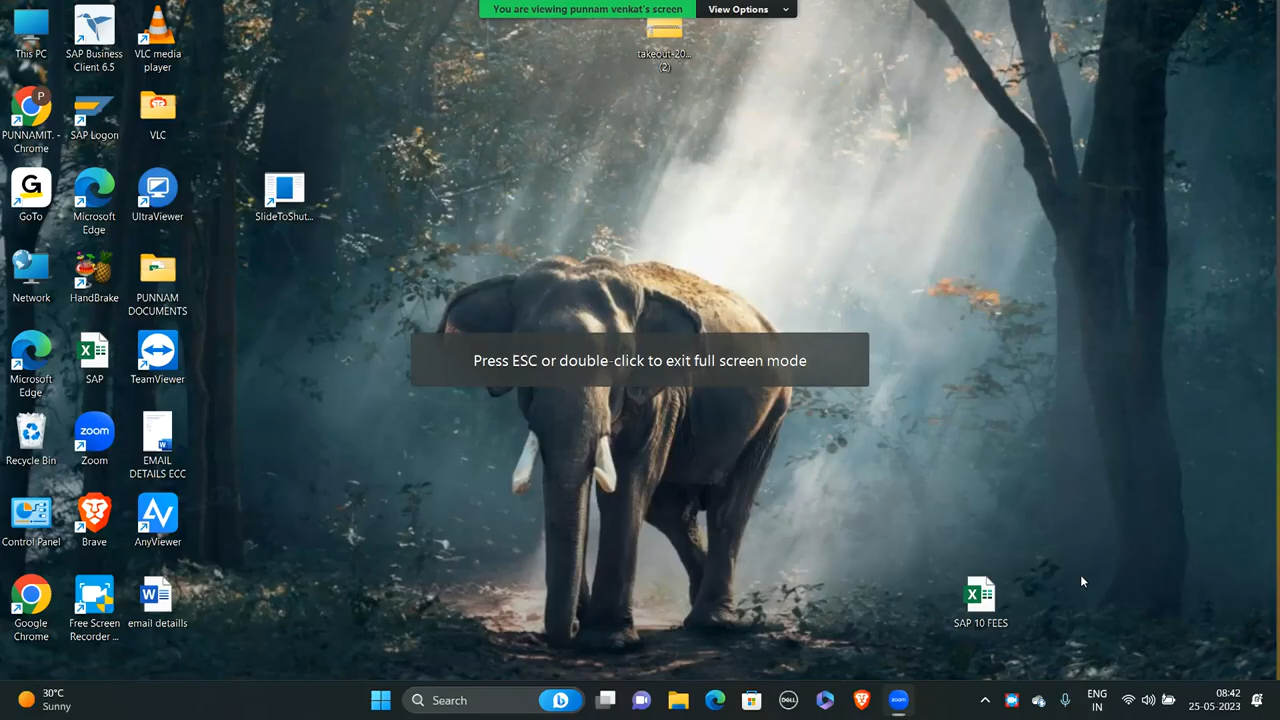 You are viewing punnam venkat's screen
View Options
This PC
SAP Business
Client 6.5
VLC media
player
takeout-20...
(2)
P
PUNNAMIT. -
Chrome
SAP Logon
VLC
G
GoTo
Microsoft
Edge
UltraViewer
SlideToShut...
Network
HandBrake
PUNNAM
DOCUMENTS
Press ESC or double-click to exit full screen mode
Microsoft
Edge
SAP
TeamViewer
zoom
Recycle Bin
Zoom
EMAIL
DETAILS ECC
Control Panel
Brave
AnyViewer
Google
Chrome
Free Screen
Recorder ...
email detaills
SAP 10 FEES
30°C
Sunny
Search
DELL
zoom
ENG
IN
08:42
25-05-2023